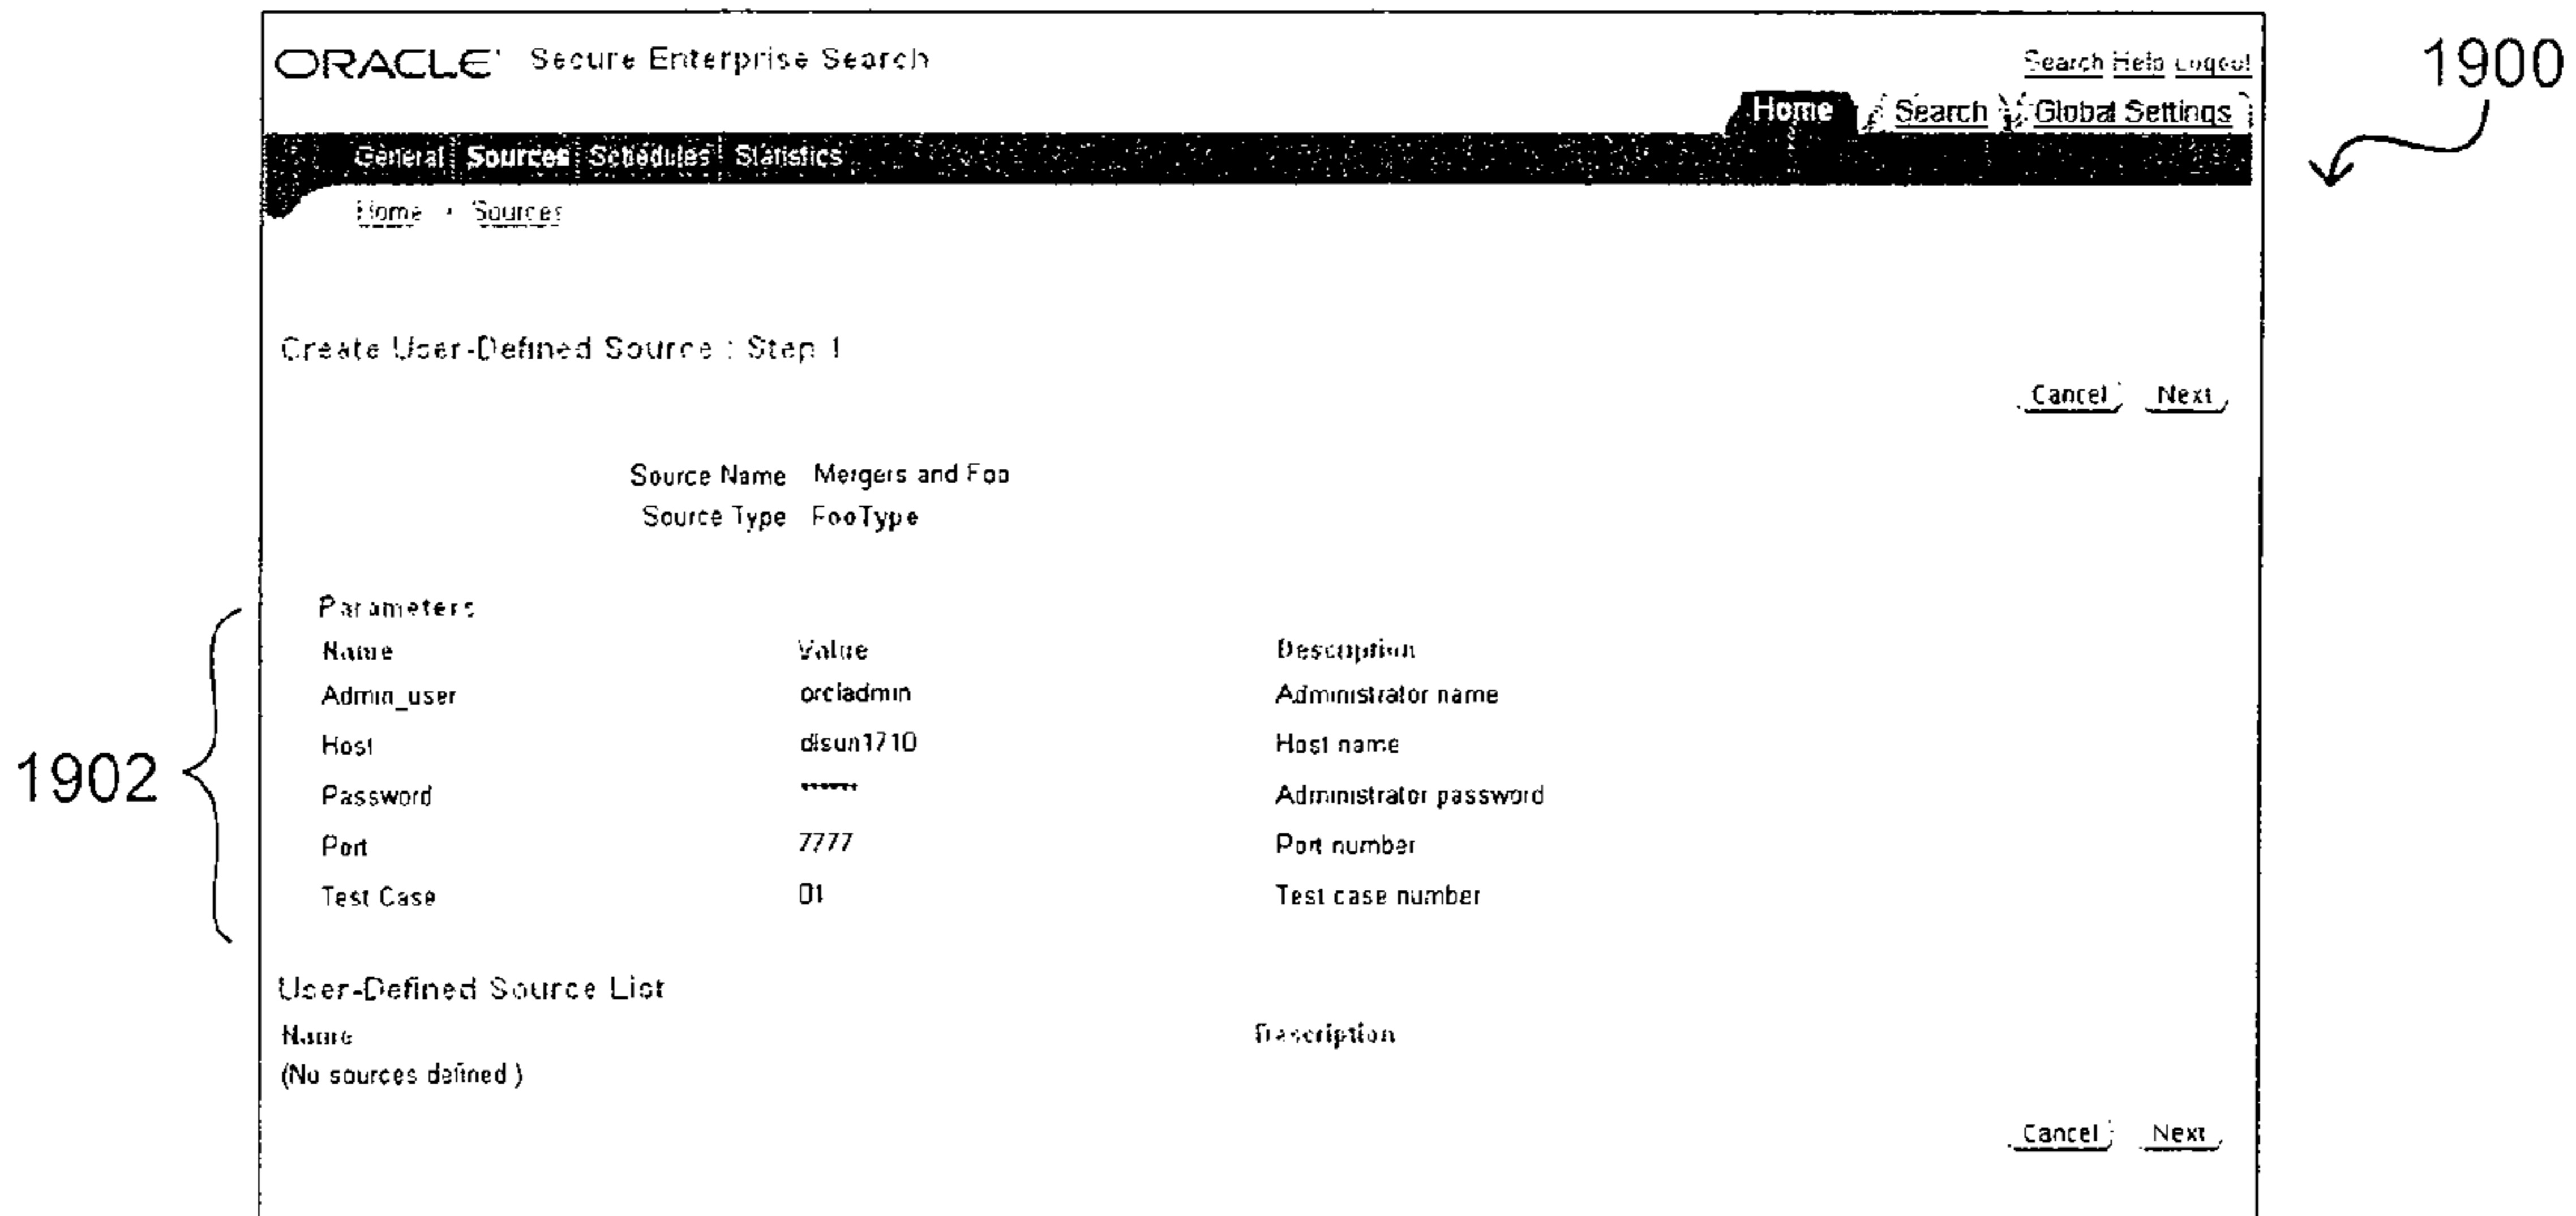 ORACLE Secure Enterprise Search
Search Help Logout
1900
Home Search Global Settings
General Sources Schedules Statistics
Home Sources
Create User-Defined Source : Step 1
Cancel Next
Source Name Mergers and Foo
Source Type FooType
Parameters
Name Value Description
Admin_user orcladmin Administrator name
Host dlsun1710 Host name
1902
Password ****** Administrator password
Port 7777 Port number
Test Case 01 Test case number
User-Defined Source List
Name Description
(No sources defined )
Cancel Next